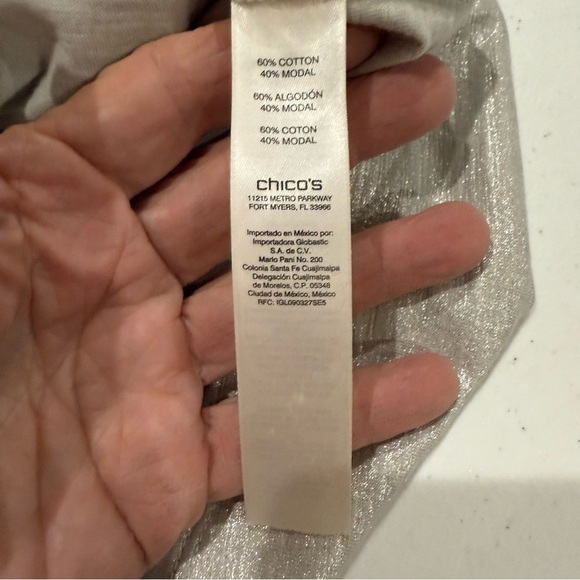 60% COTTON
40% MODAL
60% ALGODÓN
40% MODAL
60% COTON
40% MODAL
chico's
11215 METRO PARKWAY
FORT MYERS, FL 33966
Importado en México por:
Importadora Globastic
S.A. de C.V.
Mario Pani No. 200
Colonia Santa Fe Cuajimalpa
Delegación Cuajimalpa
de Morelos, C.P. 05348
Ciudad de México, México
RFC: IGL090327SE5